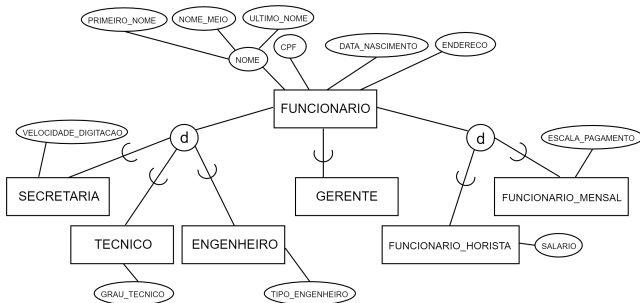 PRIMEIRO_NOME
NOME_MEIO
ULTIMO_NOME
NOME
CPF
DATA_NASCIMENTO
ENDERECO
FUNCIONARIO
VELOCIDADE_DIGITACAO
d
d
ESCALA_PAGAMENTO
SECRETARIA
GERENTE
FUNCIONARIO_MENSAL
TECNICO
ENGENHEIRO
FUNCIONARIO_HORISTA
SALARIO
GRAU_TECNICO
TIPO_ENGENHEIRO